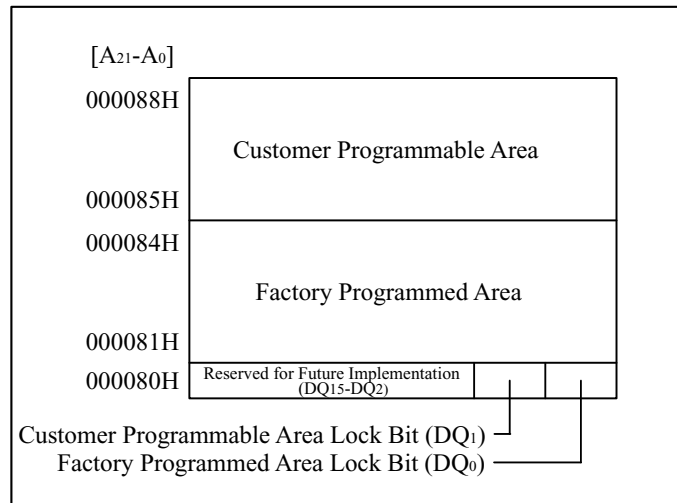 [A21-A0]
000088H
Customer Programmable Area
000085H
000084H
Factory Programmed Area
000081H
000080H
Reserved for Future Implementation
(DQ15-DQ2)
Customer Programmable Area Lock Bit (DQ1)
Factory Programmed Area Lock Bit (DQ0)